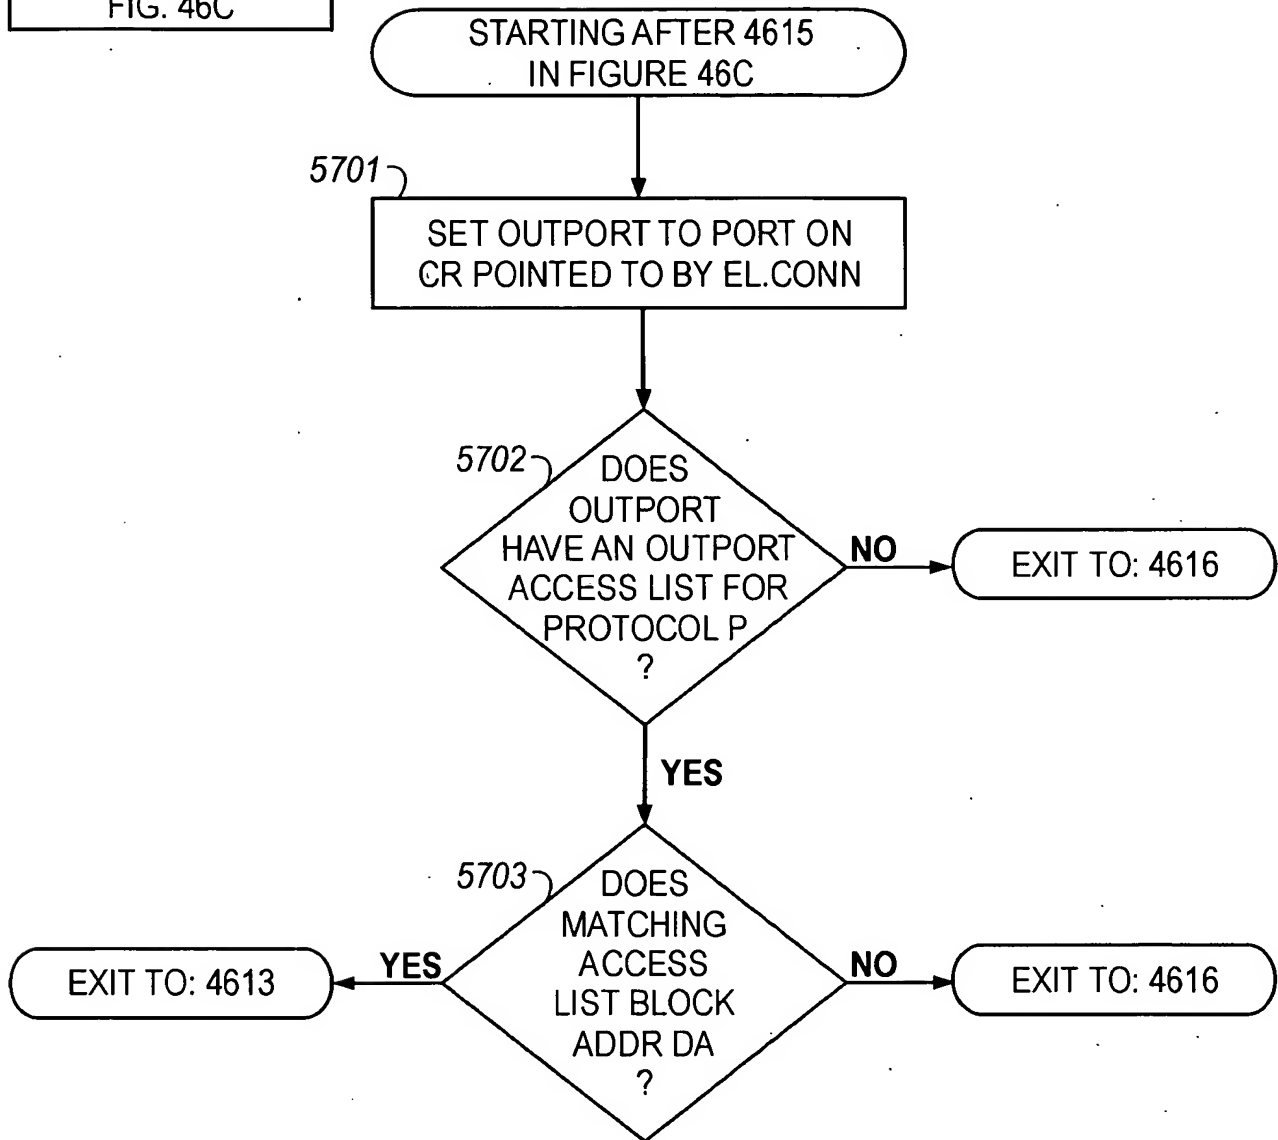 FIG. 46C
STARTING AFTER 4615
IN FIGURE 46C
5701
SET OUTPORT TO PORT ON
CR POINTED TO BY EL.CONN
5702
DOES
OUTPORT
HAVE AN OUTPORT
ACCESS LIST FOR
PROTOCOL P
?
NO
EXIT TO: 4616
YES
5703
DOES
MATCHING
ACCESS
LIST BLOCK
ADDR DA
?
YES
EXIT TO: 4613
NO
EXIT TO: 4616